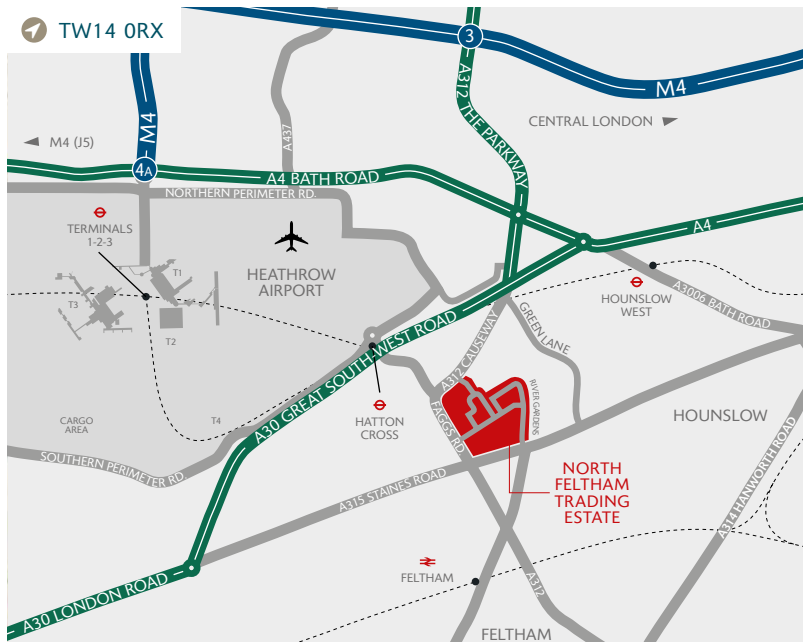 TW14 0RX
3
M4
A312 THE PARKWAY
CENTRAL LONDON
M4
M4 (J5)
A437
4A
A4 BATH ROAD
NORTHERN PERIMETER RD.
TERMINALS
1-2-3
A4
HEATHROW
AIRPORT
T1
T3
T2
A3006 BATH ROAD
HOUNSLOW
WEST
GREEN LANE
A30 GREAT SOUTH WEST ROAD
A312 CAUSEWAY
RIVER GARDENS
FAGGS RD
HATTON
CROSS
T4
CARGO
AREA
HOUNSLOW
SOUTHERN PERIMETER RD
A315 STAINES ROAD
NORTH
FELTHAM
TRADING
ESTATE
A314 HANWORTH ROAD
FELTHAM
A312
A30 LONDON ROAD
FELTHAM